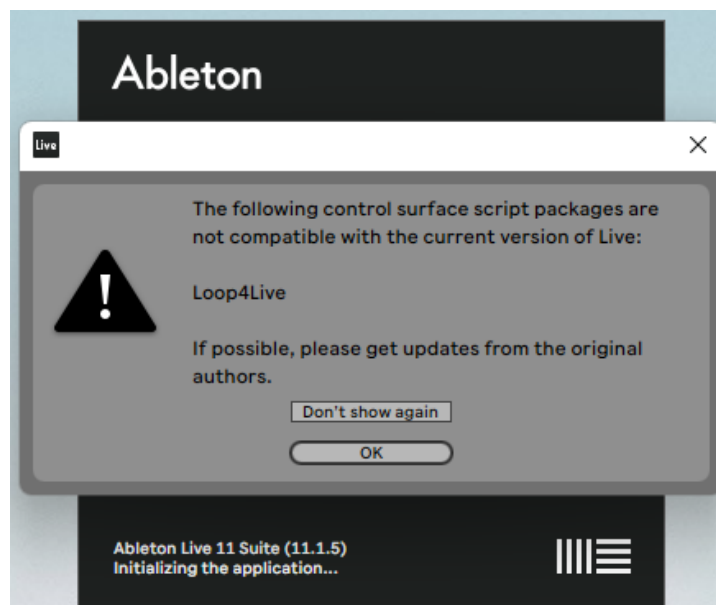 Ableton
Live
The following control surface script packages are
not compatible with the current version of Live:
Loop4Live
If possible, please get updates from the original
authors.
Don't show again
OK
Ableton Live 11 Suite (11.1.5)
Initializing the application...